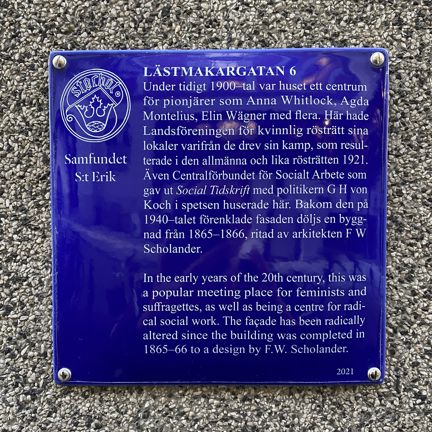 Stockholm
Samfundet
S:t Erik
LÄSTMAKARGATAN 6
Under tidigt 1900–tal var huset ett centrum
för pionjärer som Anna Whitlock, Agda
Montelius, Elin Wägner med flera. Här hade
Landsföreningen för kvinnlig rösträtt sina
lokaler varifrån de drev sin kamp, som resul-
terade i den allmänna och lika rösträtten 1921.
Även Centralförbundet för Socialt Arbete som
gav ut Social Tidskrift med politikern G H von
Koch i spetsen huserade här. Bakom den på
1940–talet förenklade fasaden döljs en bygg-
nad från 1865–1866, ritad av arkitekten F W
Scholander.
In the early years of the 20th century, this was
a popular meeting place for feminists and
suffragettes, as well as being a centre for radi-
cal social work. The façade has been radically
altered since the building was completed in
1865–66 to a design by F.W. Scholander.
2021